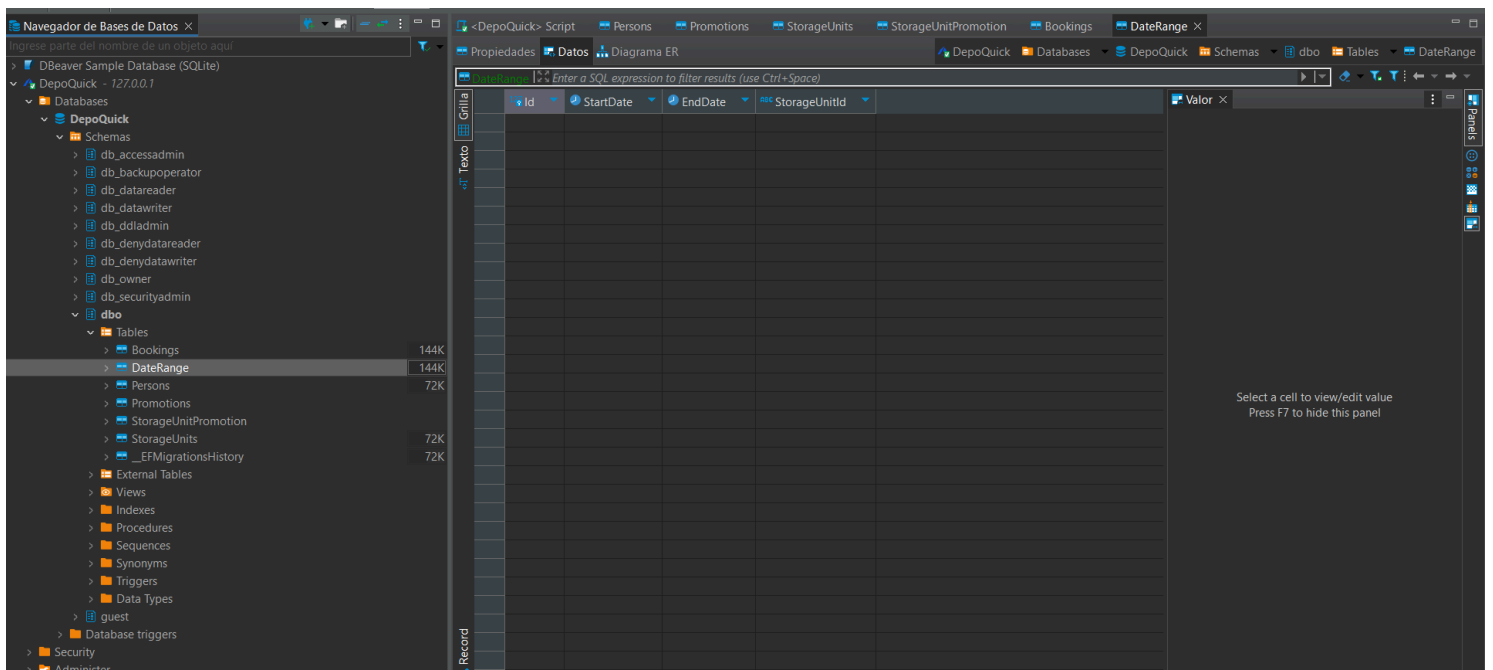 Navegador de Bases de Datos
Ingrese parte del nombre de un objeto aquí
DBeaver Sample Database (SQLite)
DepoQuick - 127.0.0.1
Databases
DepoQuick
Schemas
db_accessadmin
db_backupoperator
db_datareader
db_datawriter
db_ddladmin
db_denydatareader
db_denydatawriter
db_owner
db_securityadmin
dbo
Tables
Bookings 144K
DateRange 144K
Persons 72K
Promotions
StorageUnitPromotion
StorageUnits 72K
__EFMigrationsHistory 72K
External Tables
Views
Indexes
Procedures
Sequences
Synonyms
Triggers
Data Types
guest
Database triggers
Security
Administer
<DepoQuick> Script Persons Promotions StorageUnits StorageUnitPromotion Bookings DateRange
Propiedades Datos Diagrama ER DepoQuick Databases DepoQuick Schemas dbo Tables DateRange
DateRange Enter a SQL expression to filter results (use Ctrl+Space)
Grilla
Texto
Record
Id StartDate EndDate ABC StorageUnitId
Valor
Select a cell to view/edit value
Press F7 to hide this panel
Panels